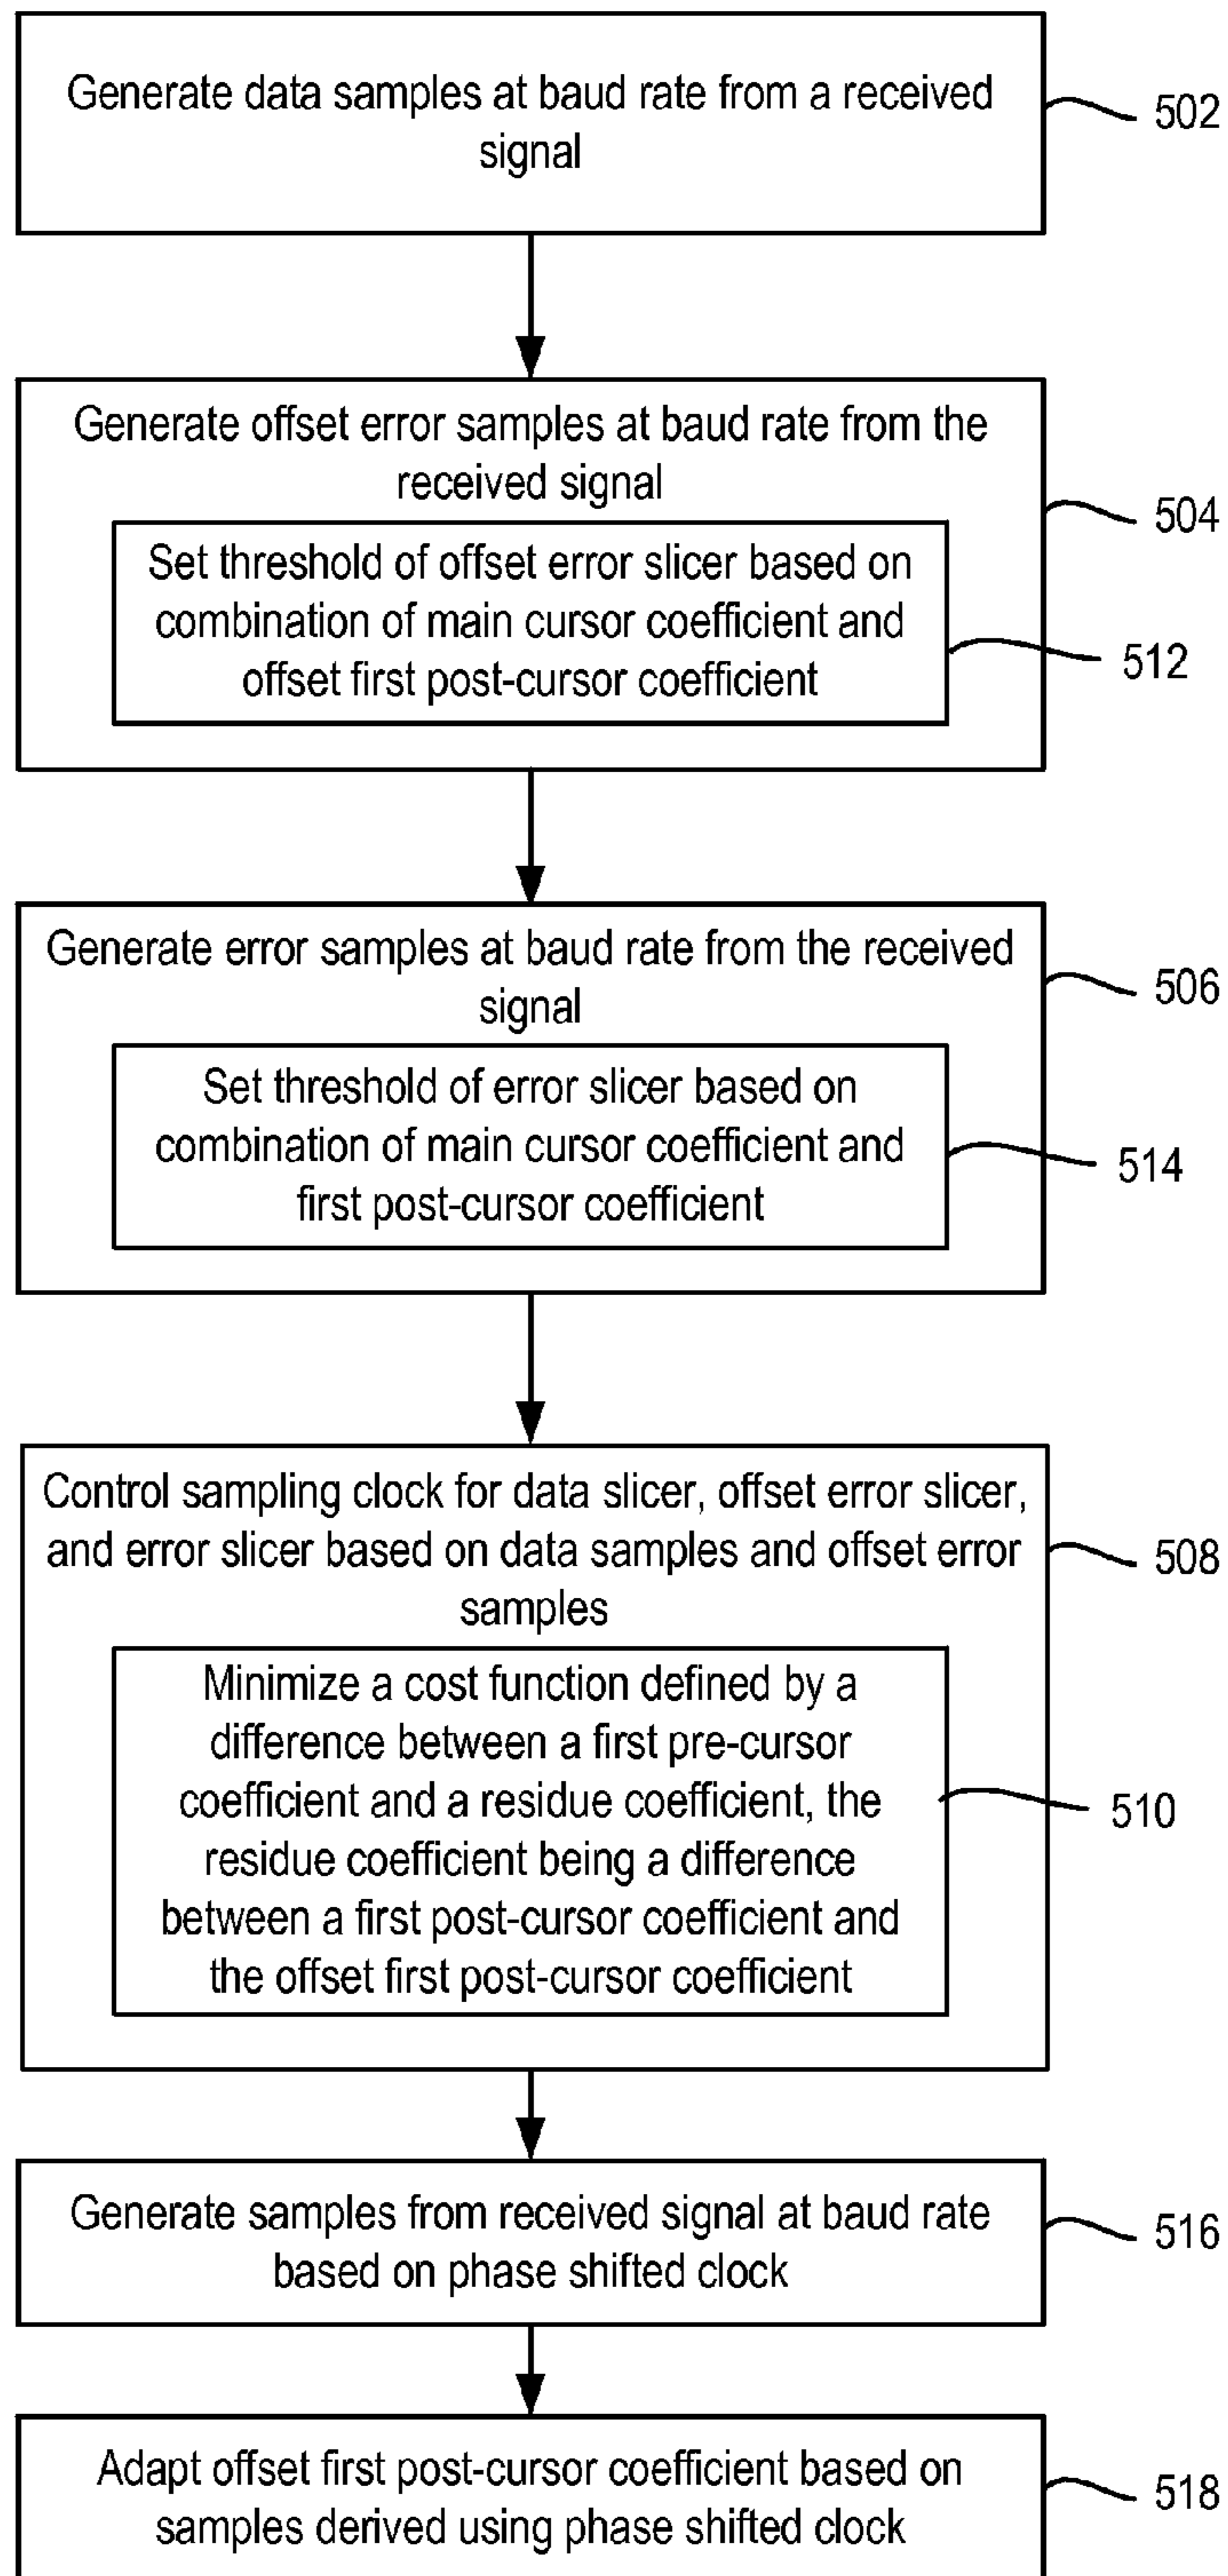 Generate data samples at baud rate from a received
signal
502
Generate offset error samples at baud rate from the
received signal
504
Set threshold of offset error slicer based on
combination of main cursor coefficient and
offset first post-cursor coefficient
512
Generate error samples at baud rate from the received
signal
506
Set threshold of error slicer based on
combination of main cursor coefficient and
first post-cursor coefficient
514
Control sampling clock for data slicer, offset error slicer,
and error slicer based on data samples and offset error
samples
508
Minimize a cost function defined by a
difference between a first pre-cursor
coefficient and a residue coefficient, the
residue coefficient being a difference
between a first post-cursor coefficient and
the offset first post-cursor coefficient
510
Generate samples from received signal at baud rate
based on phase shifted clock
516
Adapt offset first post-cursor coefficient based on
samples derived using phase shifted clock
518